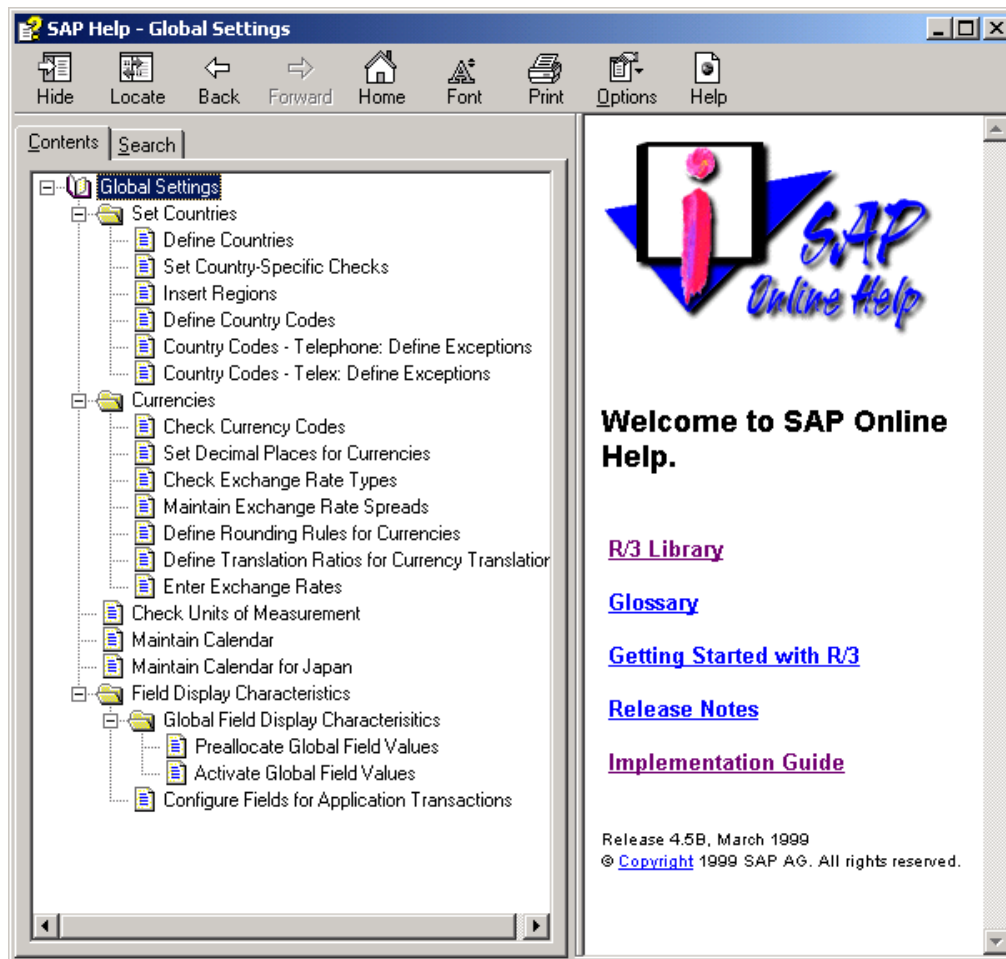 SAP Help - Global Settings
Hide Locate Back Forward Home Font Print Options Help
Contents Search
Global Settings
Set Countries
Define Countries
Set Country-Specific Checks
Insert Regions
Define Country Codes
Country Codes - Telephone: Define Exceptions
Country Codes - Telex: Define Exceptions
Currencies
Check Currency Codes
Set Decimal Places for Currencies
Check Exchange Rate Types
Maintain Exchange Rate Spreads
Define Rounding Rules for Currencies
Define Translation Ratios for Currency Translation
Enter Exchange Rates
Check Units of Measurement
Maintain Calendar
Maintain Calendar for Japan
Field Display Characteristics
Global Field Display Characterisitics
Preallocate Global Field Values
Activate Global Field Values
Configure Fields for Application Transactions
i
SAP
Online Help
Welcome to SAP Online
Help.
R/3 Library
Glossary
Getting Started with R/3
Release Notes
Implementation Guide
Release 4.5B, March 1999
© Copyright 1999 SAP AG. All rights reserved.